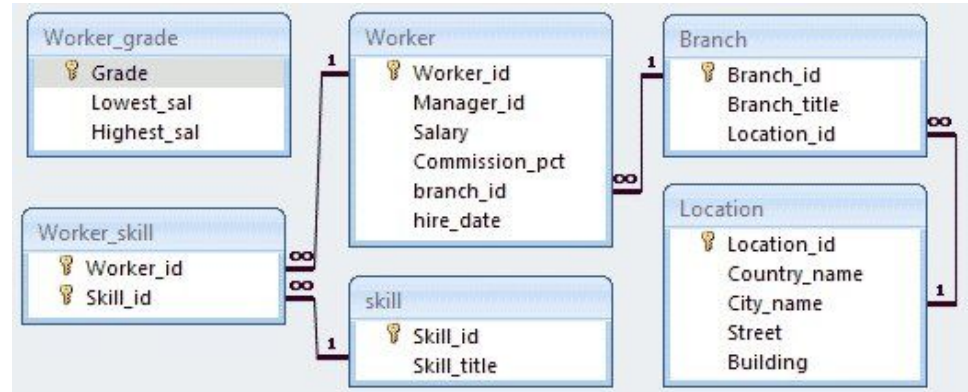 Worker_grade
Grade
Lowest_sal
Highest_sal
Worker
Worker_id
Manager_id
Salary
Commission_pct
branch_id
hire_date
Branch
Branch_id
Branch_title
Location_id
Worker_skill
Worker_id
Skill_id
skill
Skill_id
Skill_title
Location
Location_id
Country_name
City_name
Street
Building
1
∞
1
∞
1
∞
∞
1